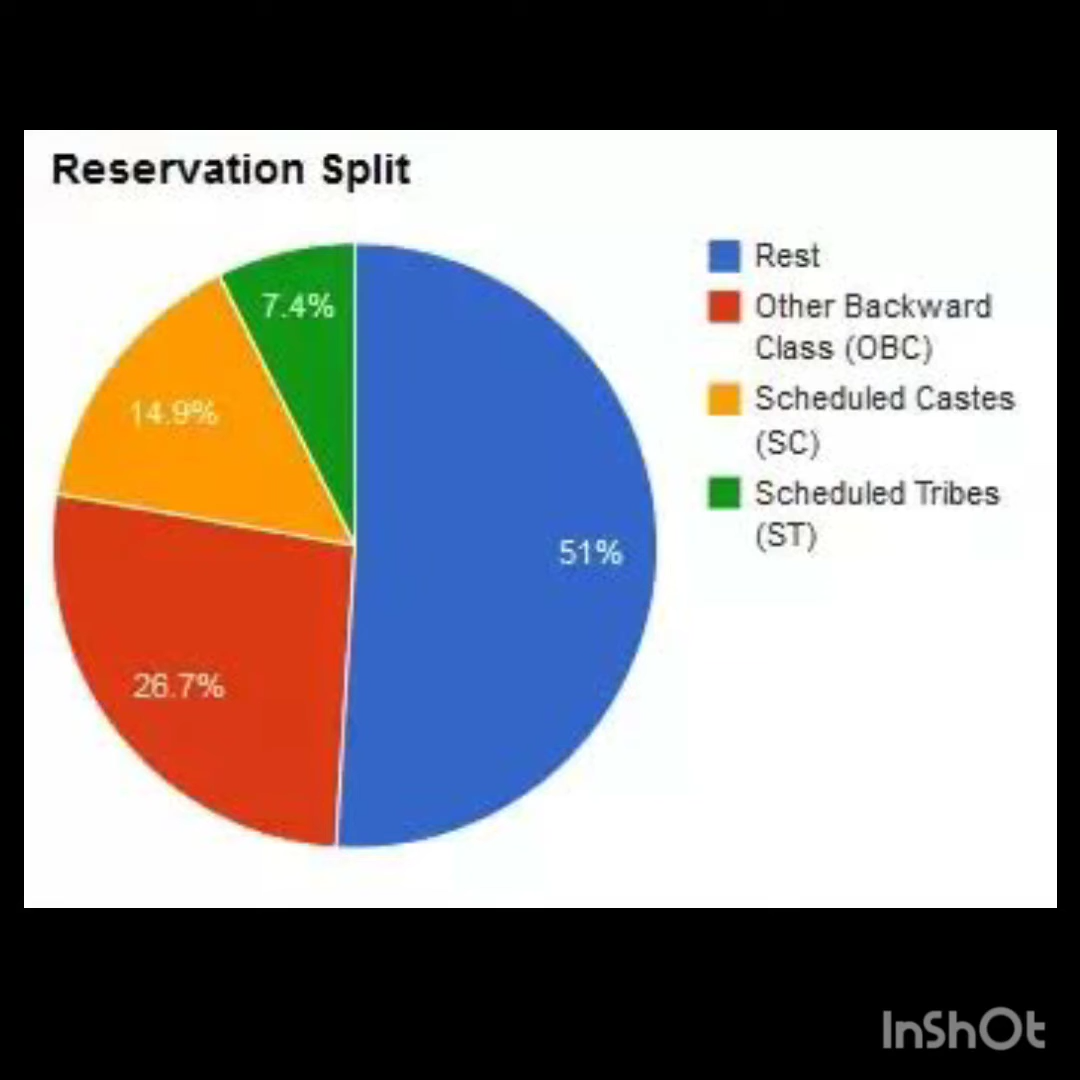 Reservation Split
Rest
Other Backward
Class (OBC)
Scheduled Castes
(SC)
Scheduled Tribes
(ST)
7.4%
14.9%
51%
26.7%
InShOt